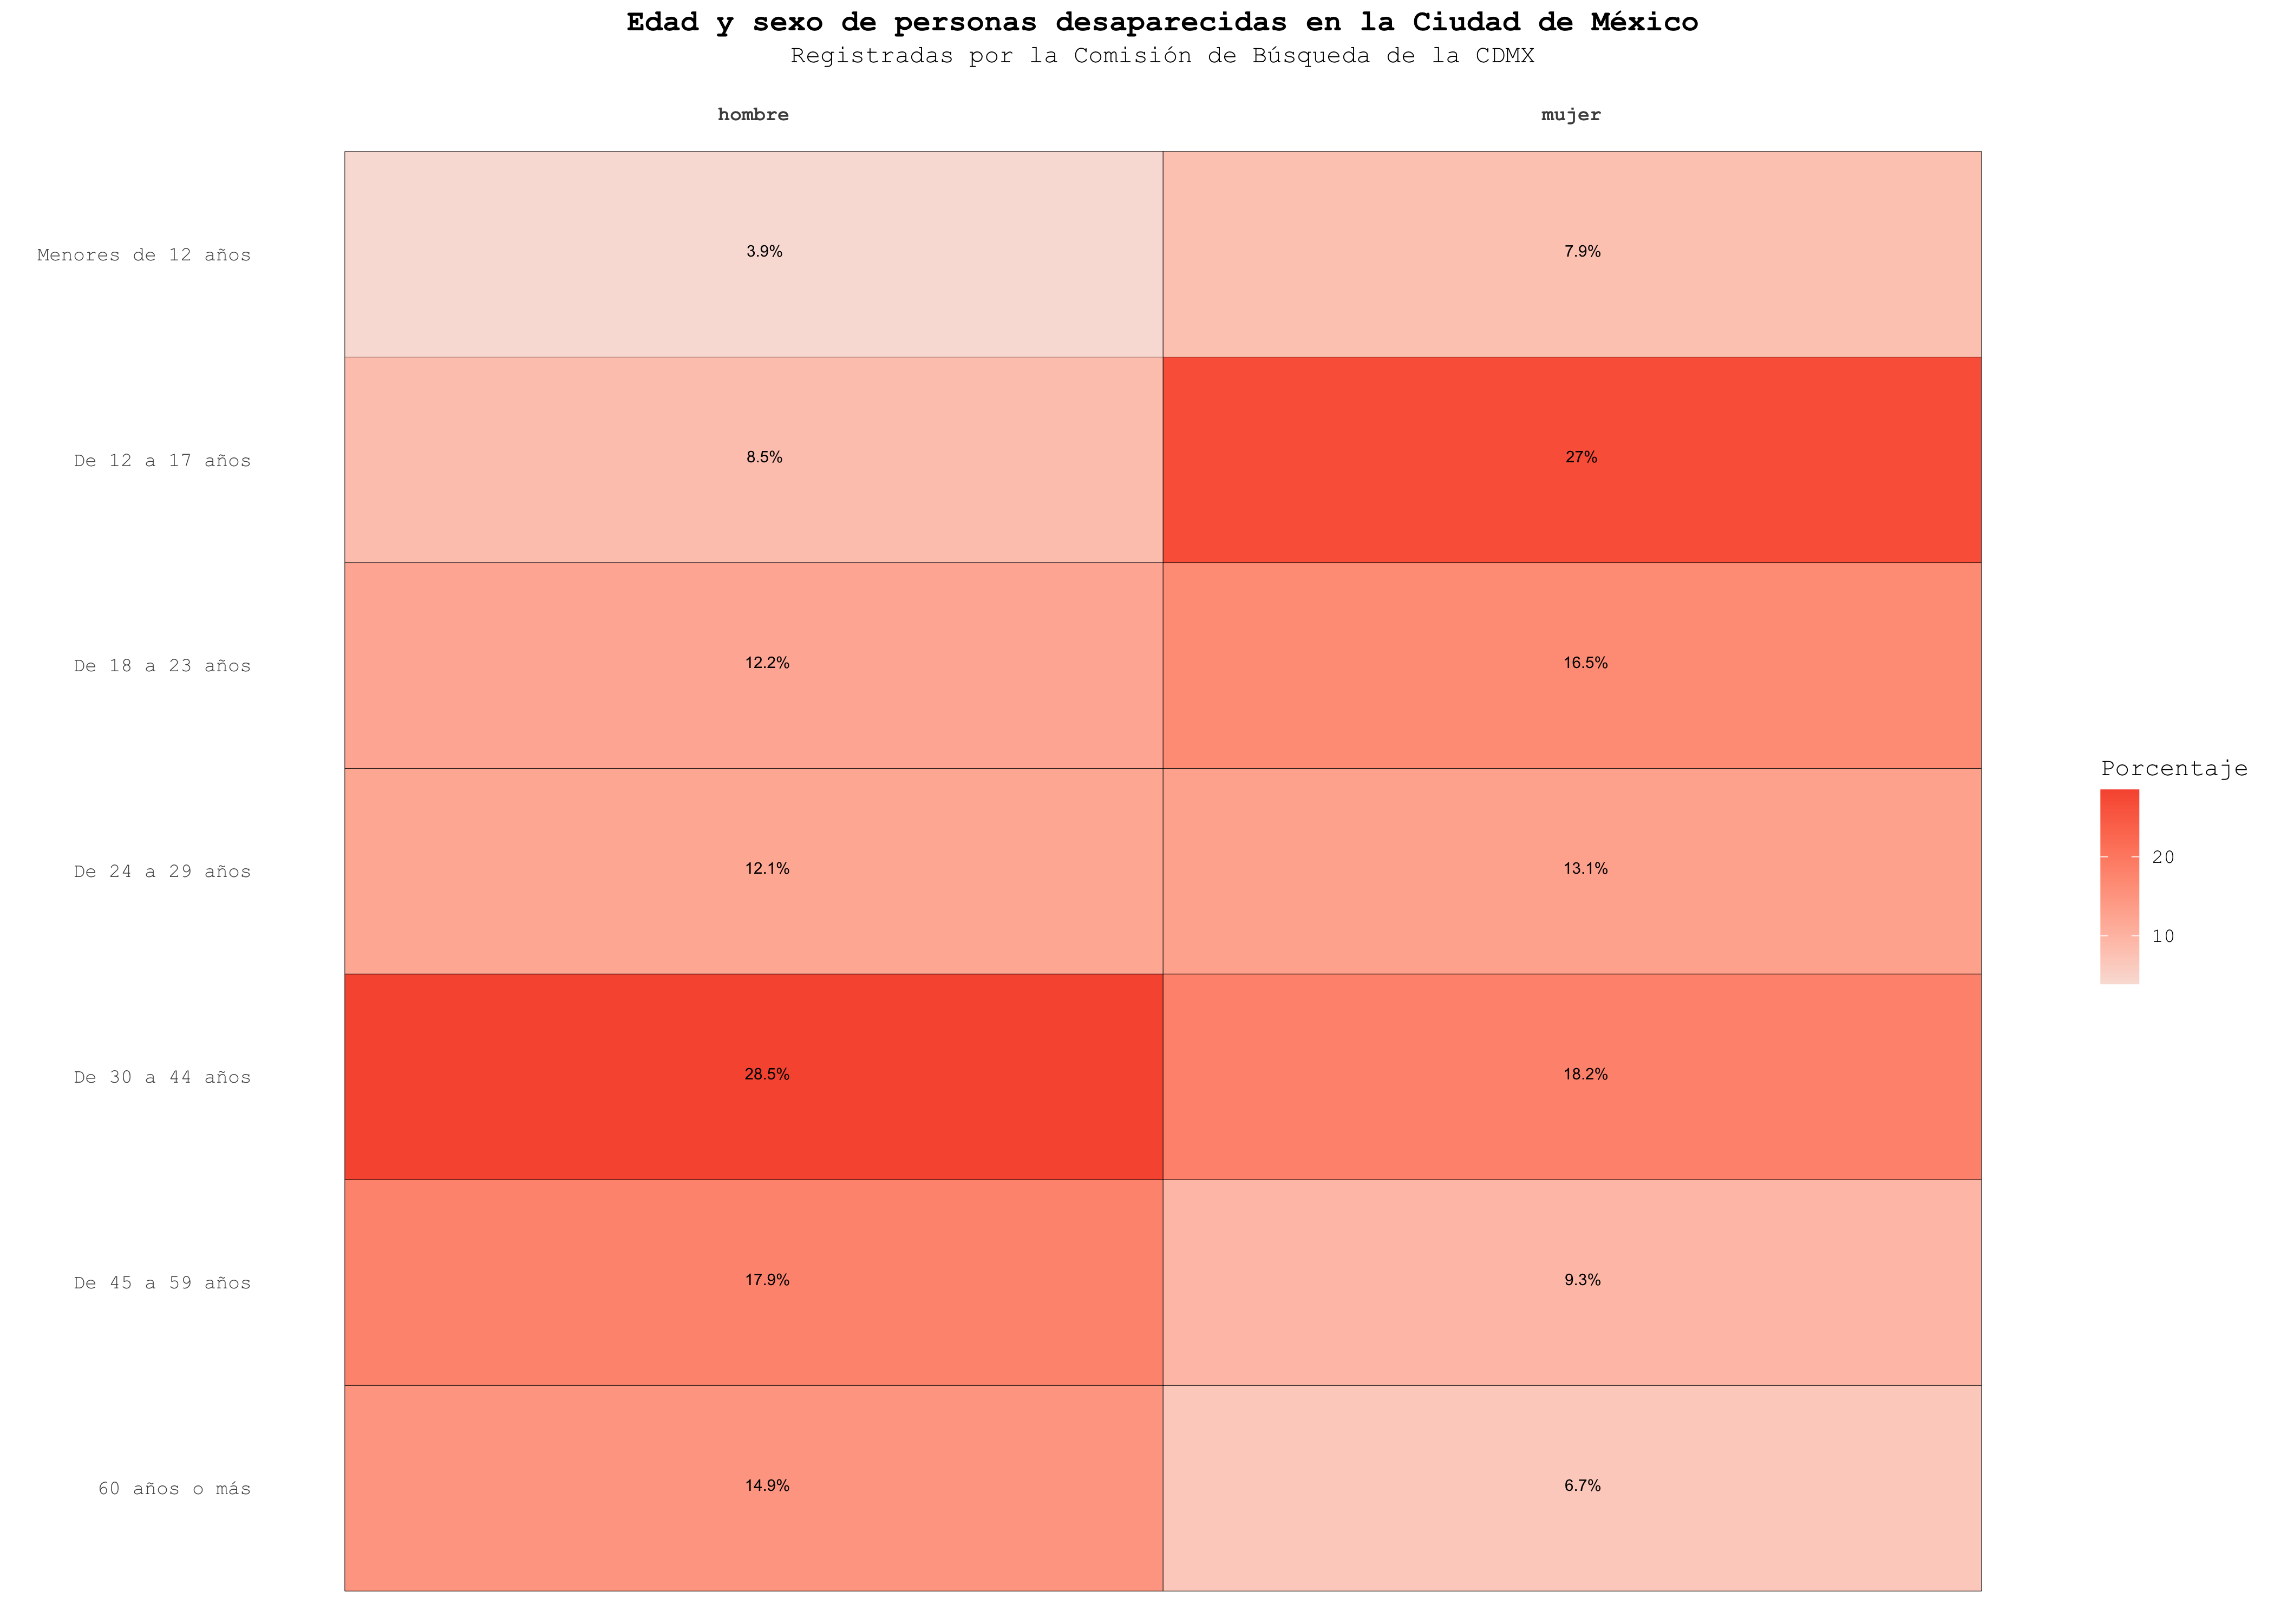 Edad y sexo de personas desaparecidas en la Ciudad de México
Registradas por la Comisión de Búsqueda de la CDMX
hombre mujer
Menores de 12 años 3.9% 7.9%
De 12 a 17 años 8.5% 27%
De 18 a 23 años 12.2% 16.5%
De 24 a 29 años 12.1% 13.1%
De 30 a 44 años 28.5% 18.2%
De 45 a 59 años 17.9% 9.3%
60 años o más 14.9% 6.7%
Porcentaje
20
10